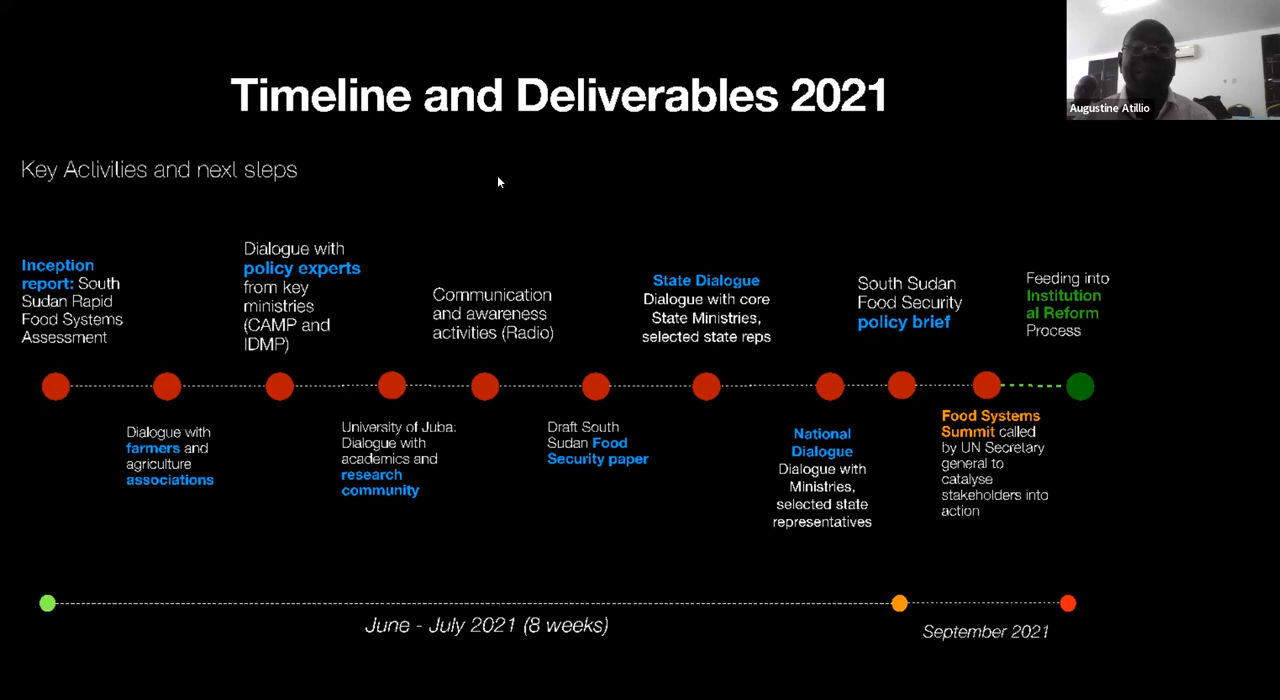 Timeline and Deliverables 2021
Augustine Atillio
Key Activities and next steps
Inception
report: South
Sudan Rapid
Food Systems
Assessment
Dialogue with
policy experts
from key
ministries
(CAMP and
IDMP)
Communication
and awareness
activities (Radio)
State Dialogue
Dialogue with core
State Ministries,
selected state reps
South Sudan
Food Security
policy brief
Feeding into
Institution
al Reform
Process
Dialogue with
farmers and
agriculture
associations
University of Juba:
Dialogue with
academics and
research
community
Draft South
Sudan Food
Security paper
National
Dialogue
Dialogue with
Ministries,
selected state
representatives
Food Systems
Summit called
by UN Secretary
general to
catalyse
stakeholders into
action
June - July 2021 (8 weeks)
September 2021